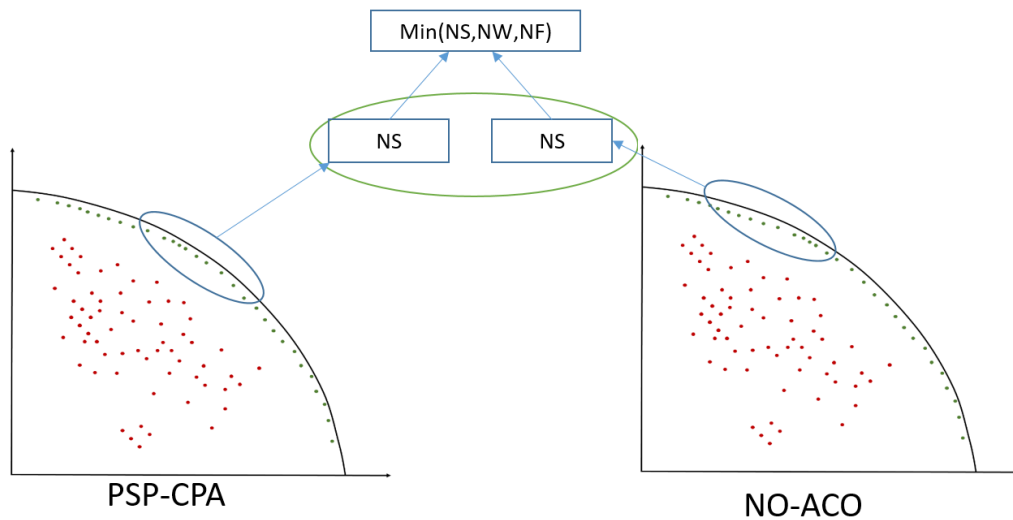 Min(NS,NW,NF)
NS
NS
PSP-CPA
NO-ACO